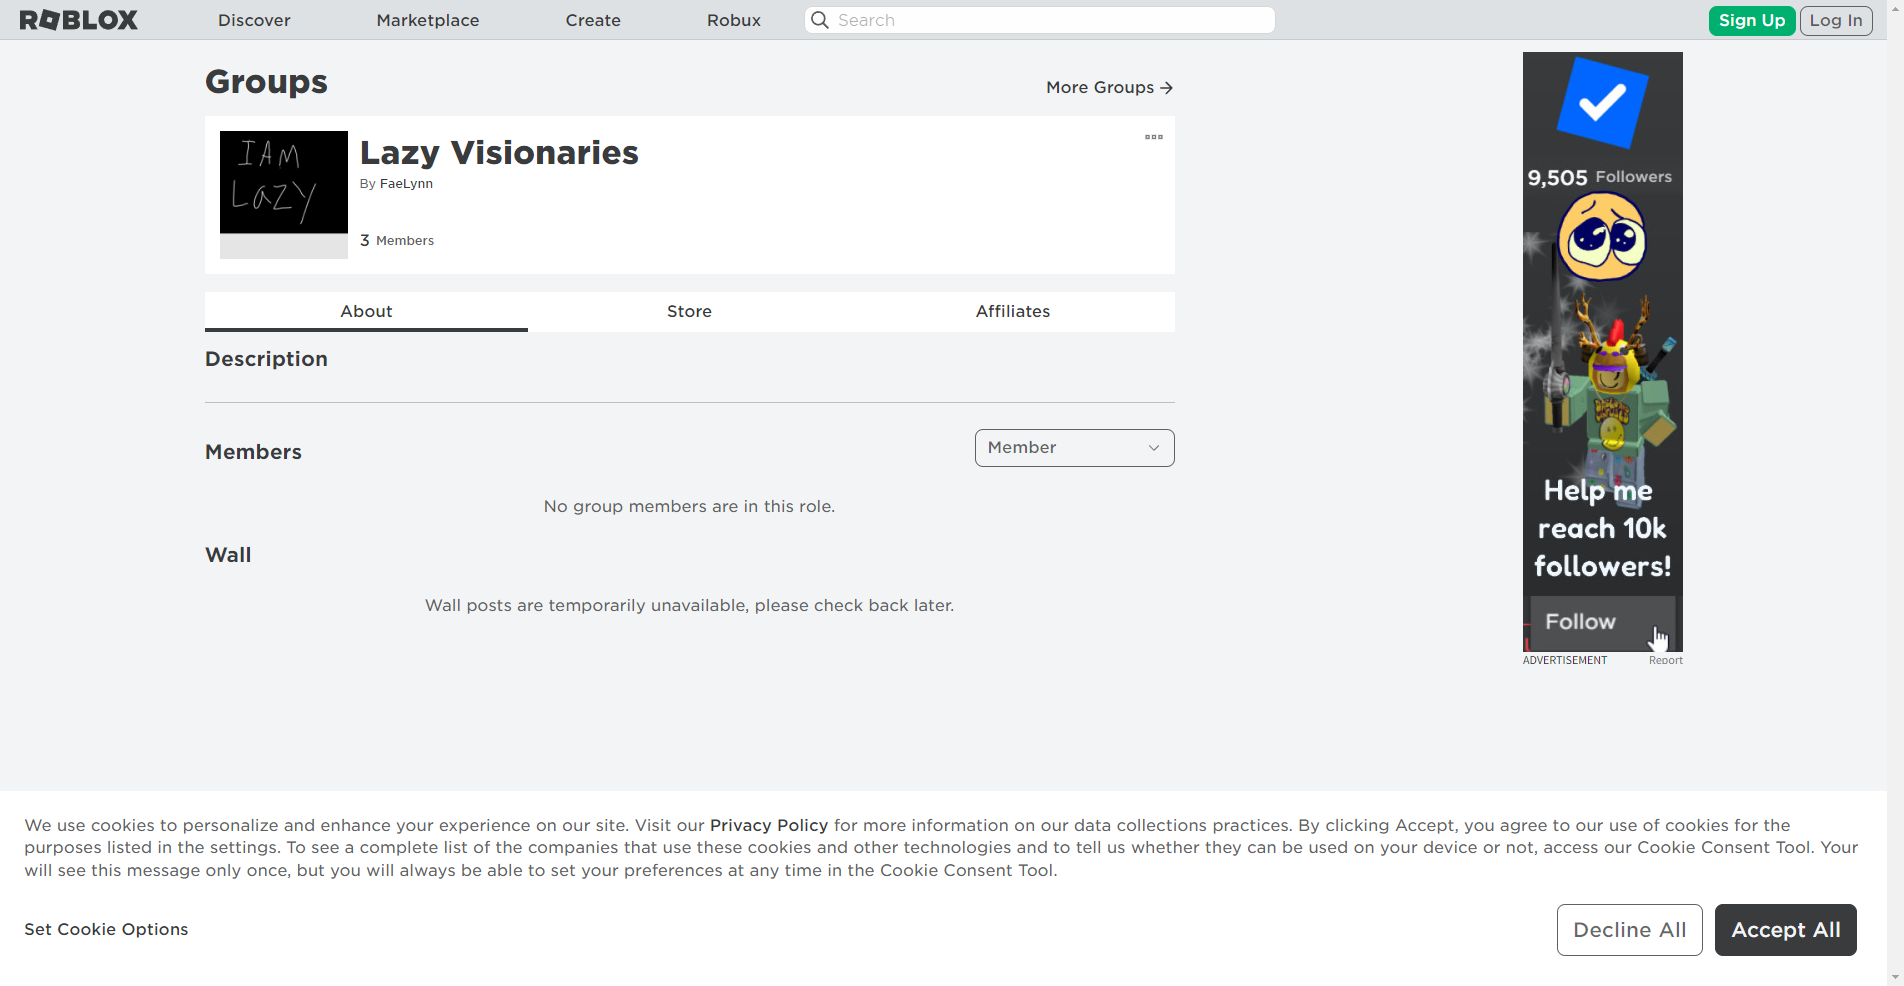 ROBLOX
Discover
Marketplace
Create
Robux
Search
Sign Up
Log In
Groups
More Groups
I AM
LAZY
Lazy Visionaries
By FaeLynn
3 Members
About
Store
Affiliates
Description
Members
Member
No group members are in this role.
Wall
Wall posts are temporarily unavailable, please check back later.
9,505 Followers
Help me
reach 10k
followers!
Follow
ADVERTISEMENT
Report
We use cookies to personalize and enhance your experience on our site. Visit our Privacy Policy for more information on our data collections practices. By clicking Accept, you agree to our use of cookies for the
purposes listed in the settings. To see a complete list of the companies that use these cookies and other technologies and to tell us whether they can be used on your device or not, access our Cookie Consent Tool. Your
will see this message only once, but you will always be able to set your preferences at any time in the Cookie Consent Tool.
Set Cookie Options
Decline All
Accept All